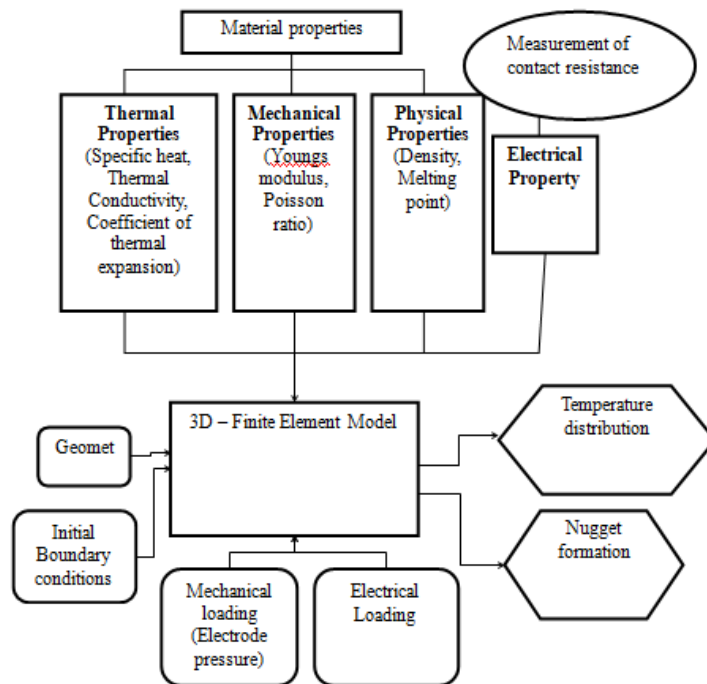 Material properties
Measurement of
contact resistance
Thermal
Properties
(Specific heat,
Thermal
Conductivity,
Coefficient of
thermal
expansion)
Mechanical
Properties
(Youngs
modulus,
Poisson
ratio)
Physical
Properties
(Density,
Melting
point)
Electrical
Property
3D – Finite Element Model
Geomet
Initial
Boundary
conditions
Mechanical
loading
(Electrode
pressure)
Electrical
Loading
Temperature
distribution
Nugget
formation